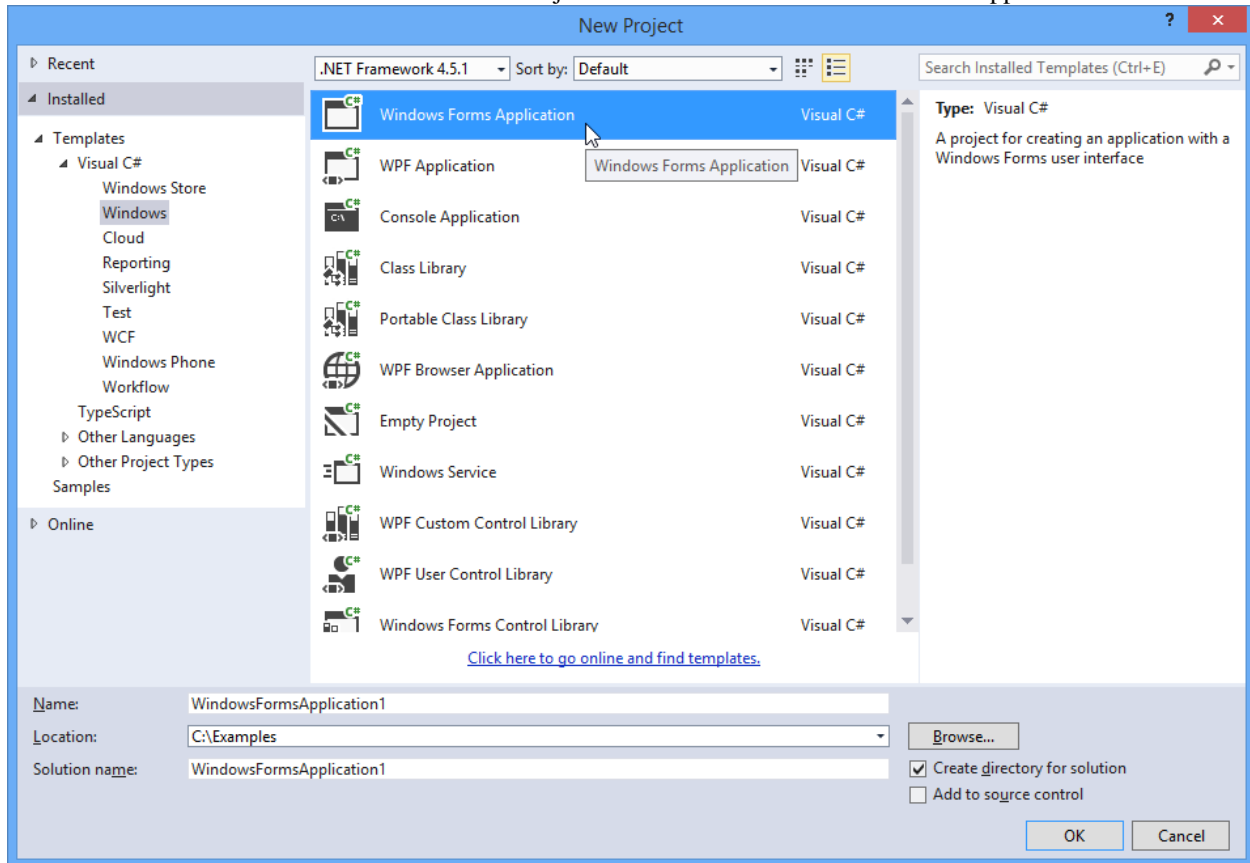 New Project
?
Recent
Installed
Templates
Visual C#
Windows Store
Windows
Cloud
Reporting
Silverlight
Test
WCF
Windows Phone
Workflow
TypeScript
Other Languages
Other Project Types
Samples
Online
.NET Framework 4.5.1
Sort by: Default
Search Installed Templates (Ctrl+E)
Windows Forms Application Visual C#
WPF Application Visual C#
Windows Forms Application
Console Application Visual C#
Class Library Visual C#
Portable Class Library Visual C#
WPF Browser Application Visual C#
Empty Project Visual C#
Windows Service Visual C#
WPF Custom Control Library Visual C#
WPF User Control Library Visual C#
Windows Forms Control Library Visual C#
Click here to go online and find templates.
Type: Visual C#
A project for creating an application with a
Windows Forms user interface
Name: WindowsFormsApplication1
Location: C:\Examples
Browse...
Solution name: WindowsFormsApplication1
Create directory for solution
Add to source control
OK Cancel